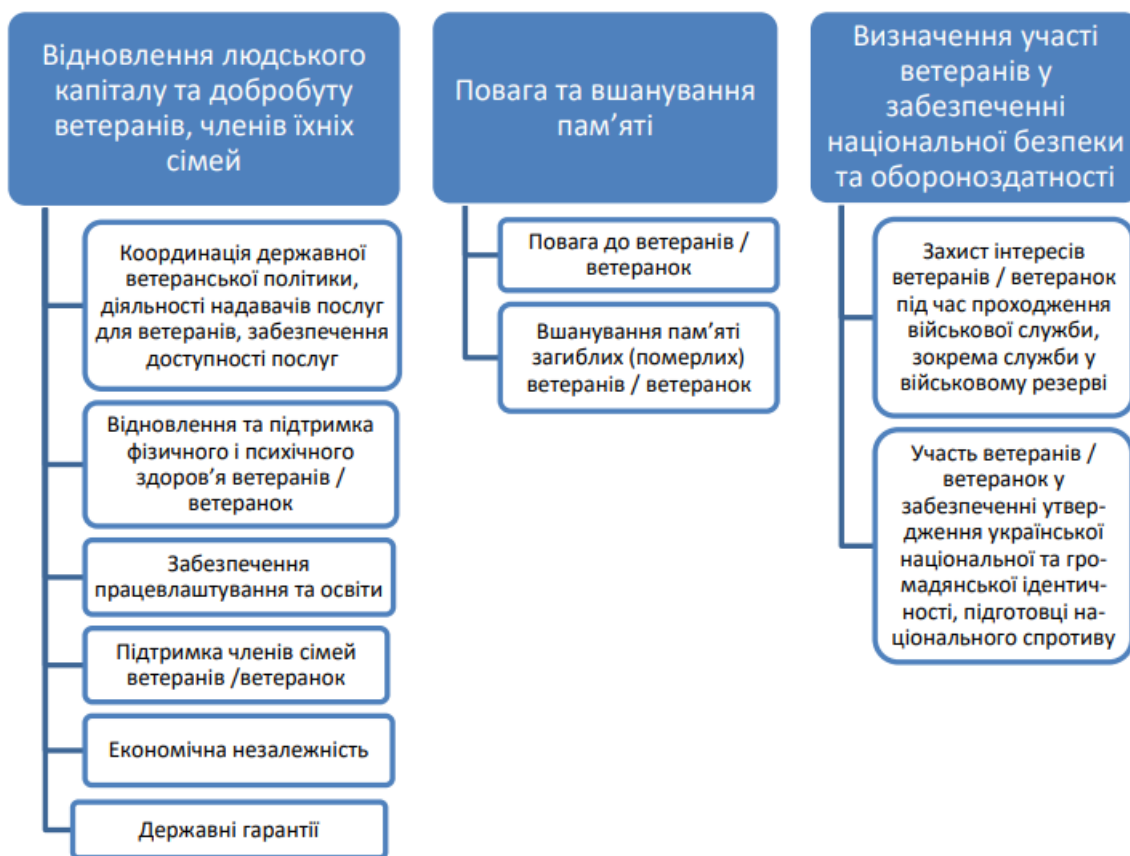 Відновлення людського
капіталу та добробуту
ветеранів, членів їхніх
сімей
Координація державної
ветеранської політики,
діяльності надавачів послуг
для ветеранів, забезпечення
доступності послуг
Відновлення та підтримка
фізичного і психічного
здоров’я ветеранів /
ветеранок
Забезпечення
працевлаштування та освіти
Підтримка членів сімей
ветеранів /ветеранок
Економічна незалежність
Державні гарантії
Повага та вшанування
пам’яті
Повага до ветеранів /
ветеранок
Вшанування пам’яті
загиблих (померлих)
ветеранів / ветеранок
Визначення участі
ветеранів у
забезпеченні
національної безпеки
та обороноздатності
Захист інтересів
ветеранів / ветеранок
під час проходження
військової служби,
зокрема служби у
військовому резерві
Участь ветеранів /
ветеранок у
забезпеченні утвер-
дження української
національної та гро-
мадянської ідентич-
ності, підготовці на-
ціонального спротиву